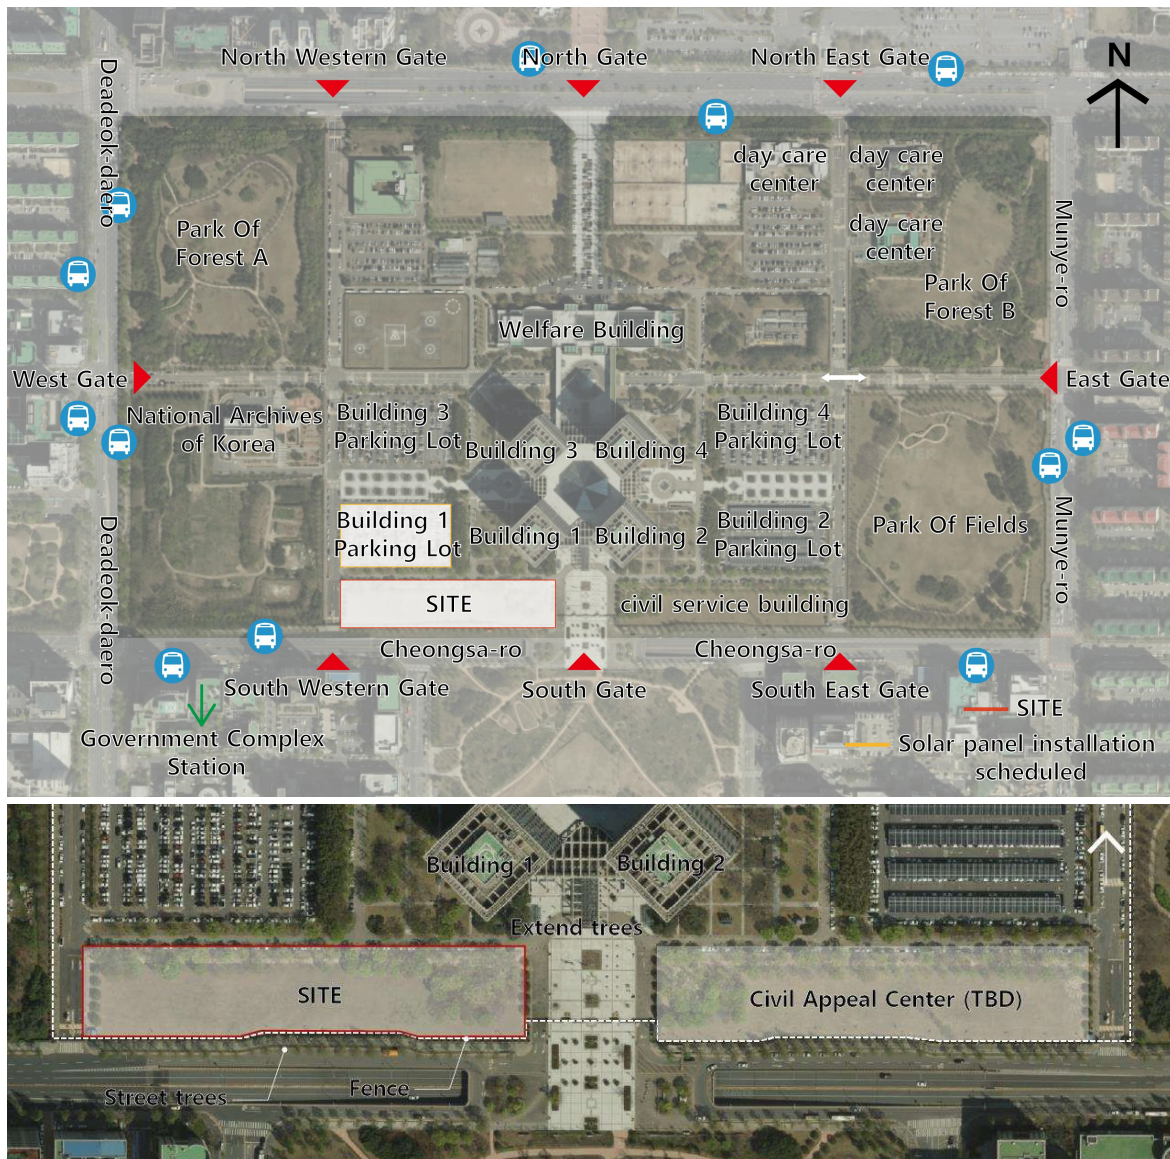 North Western Gate
North Gate
North East Gate
N
Deadeok-daero
day care
center
day care
center
Munye-ro
Park Of
Forest A
day care
center
Park Of
Forest B
Welfare Building
West Gate
East Gate
National Archives
of Korea
Building 3
Parking Lot
Building 3
Building 4
Building 4
Parking Lot
Building 1
Parking Lot
Building 1
Building 2
Building 2
Parking Lot
Park Of Fields
Deadeok-daero
Munye-ro
SITE
civil service building
Cheongsa-ro
Cheongsa-ro
South Western Gate
South Gate
South East Gate
SITE
Government Complex
Station
Solar panel installation
scheduled
Building 1
Building 2
Extend trees
SITE
Civil Appeal Center (TBD)
Street trees
Fence